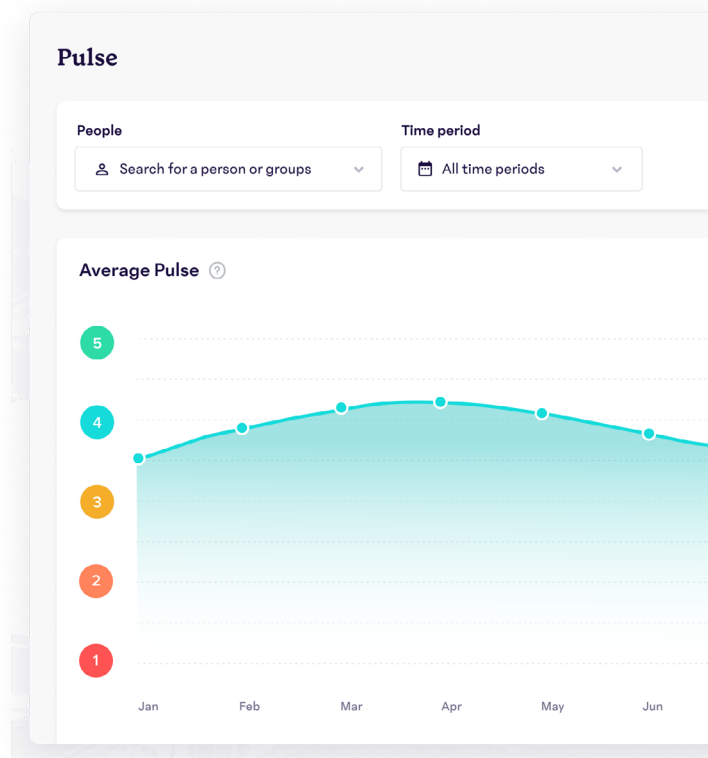 Pulse
People
Time period
Search for a person or groups
All time periods
Average Pulse ?
5
4
3
2
1
Jan Feb Mar Apr May Jun